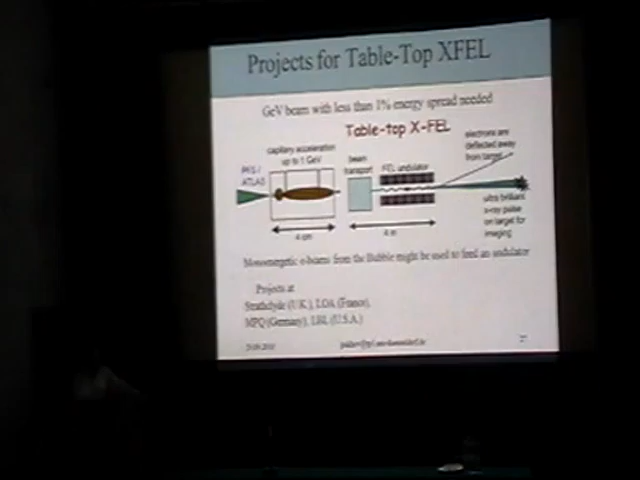 Projects for Table-Top XFEL
GeV beam with less than 1% energy spread needed
Table-top X-FEL
capillary acceleration
up to 1 GeV
beam
transport
FEL undulator
electrons are
deflected away
from target
ATLAS
ultra brilliant
x-ray pulse
on target for
imaging
4 cm
4 m
Monoenergetic e-beams from the Bubble might be used to feed an undulator
Projects at
Strathclyde (U.K.), LOA (France),
MPQ (Germany), LBL (U.S.A.)